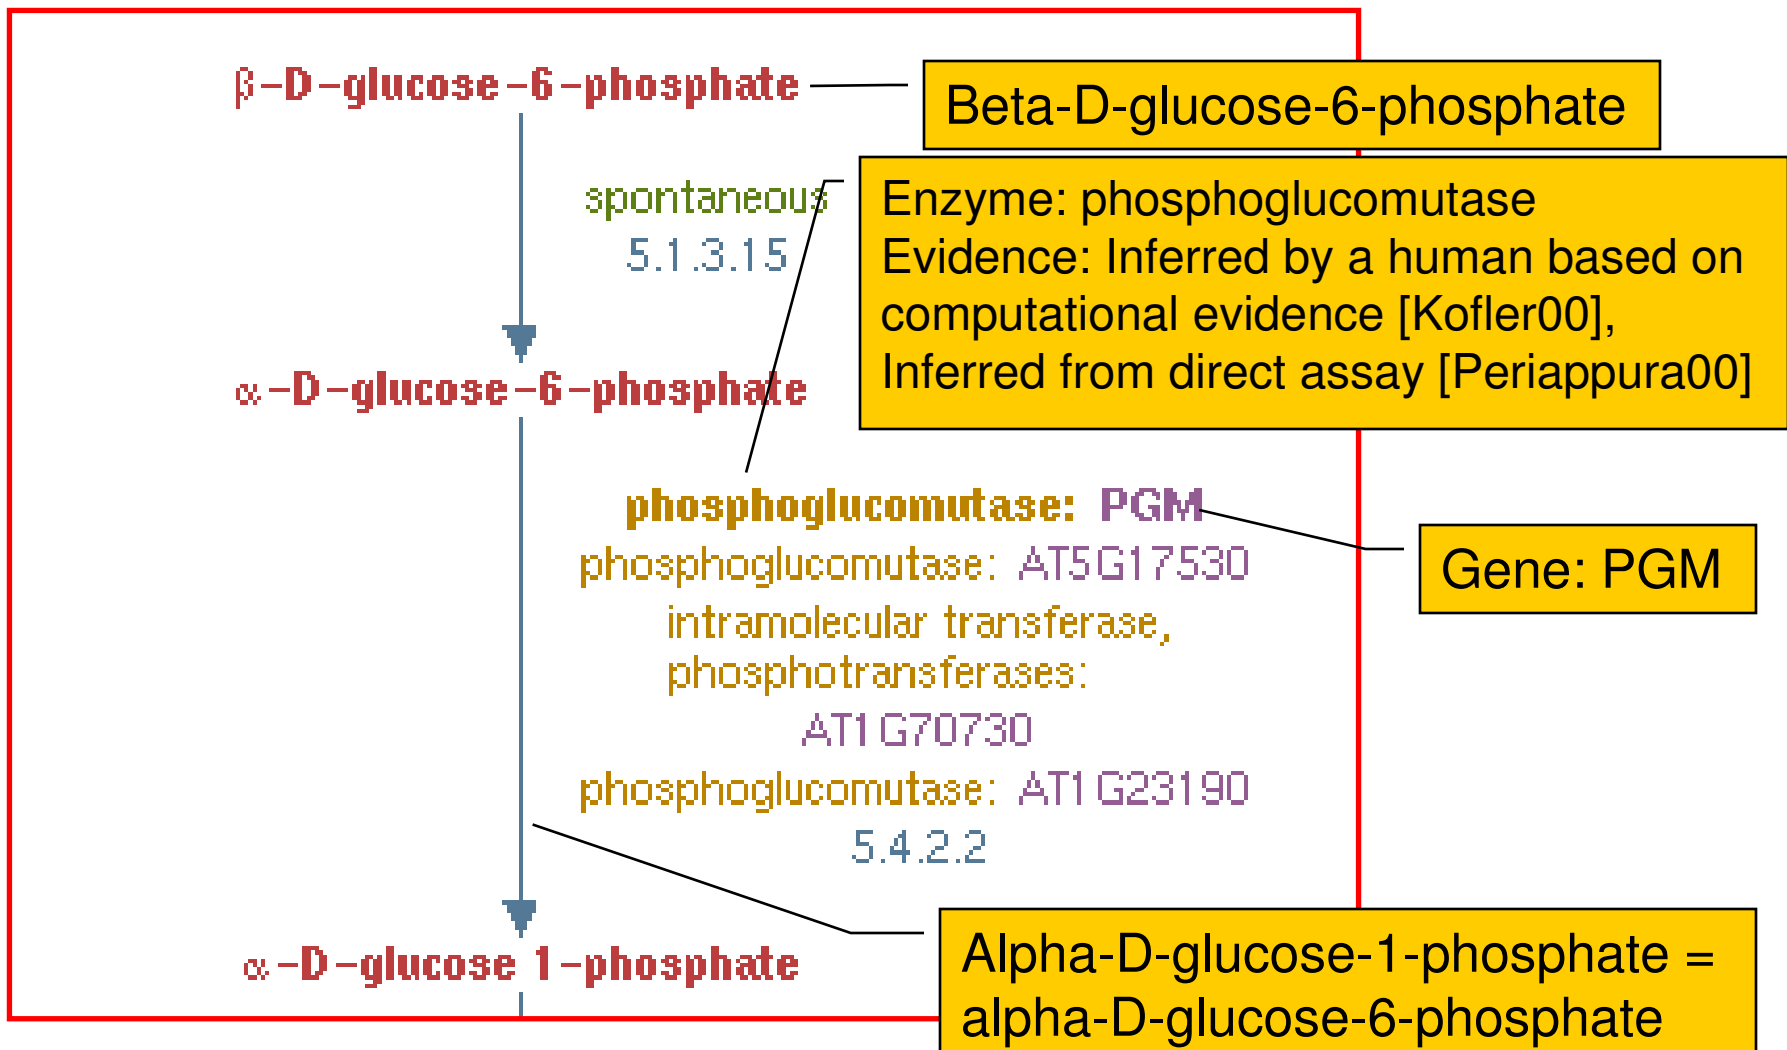 β-D-glucose-6-phosphate
Beta-D-glucose-6-phosphate
spontaneous
5.1.3.15
Enzyme: phosphoglucomutase
Evidence: Inferred by a human based on
computational evidence [Kofler00],
Inferred from direct assay [Periappura00]
α-D-glucose-6-phosphate
phosphoglucomutase: PGM
phosphoglucomutase: AT5G17530
Gene: PGM
intramolecular transferase,
phosphotransferases:
AT1G70730
phosphoglucomutase: AT1G23190
5.4.2.2
α-D-glucose 1-phosphate
Alpha-D-glucose-1-phosphate =
alpha-D-glucose-6-phosphate